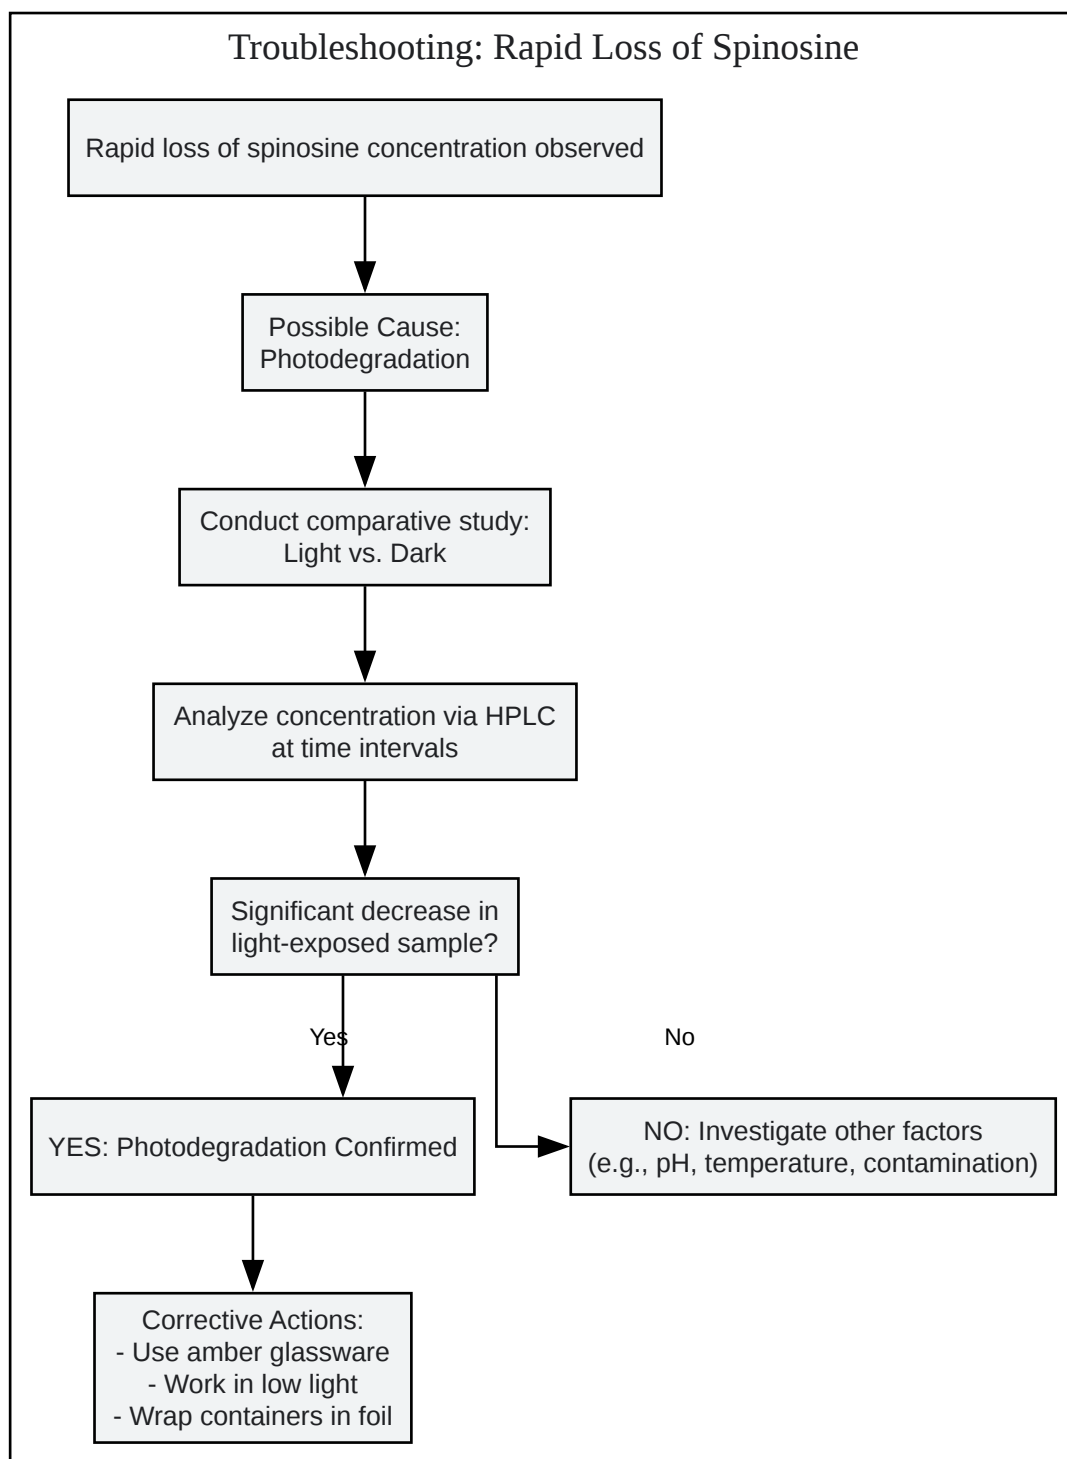 Troubleshooting: Rapid Loss of Spinosine
Rapid loss of spinosine concentration observed
Possible Cause:
Photodegradation
Conduct comparative study:
Light vs. Dark
Analyze concentration via HPLC
at time intervals
Significant decrease in
light-exposed sample?
Yes
No
YES: Photodegradation Confirmed
NO: Investigate other factors
(e.g., pH, temperature, contamination)
Corrective Actions:
- Use amber glassware
- Work in low light
- Wrap containers in foil